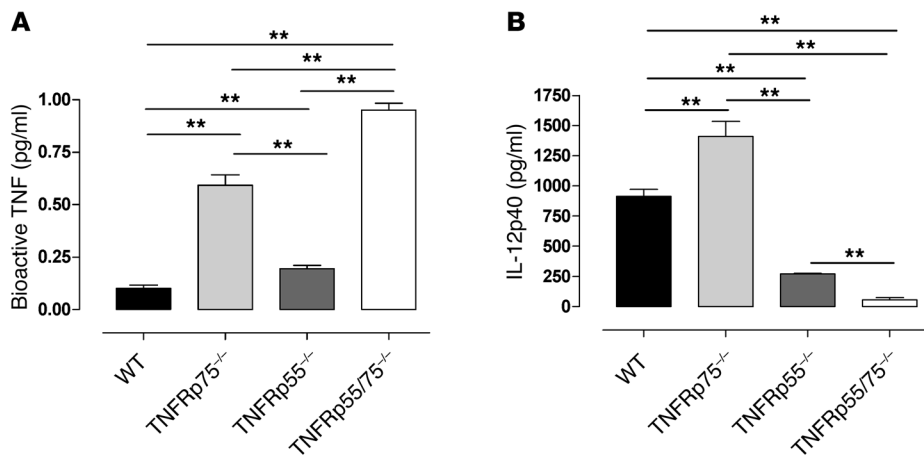 A
**
**
**
**
**
**
Bioactive TNF (pg/ml)
1.00
0.75
0.50
0.25
0.00
WT
TNFRp75⁻/⁻
TNFRp55⁻/⁻
TNFRp55/75⁻/⁻
B
**
**
**
**
**
**
IL-12p40 (pg/ml)
1750
1500
1250
1000
750
500
250
0
WT
TNFRp75⁻/⁻
TNFRp55⁻/⁻
TNFRp55/75⁻/⁻